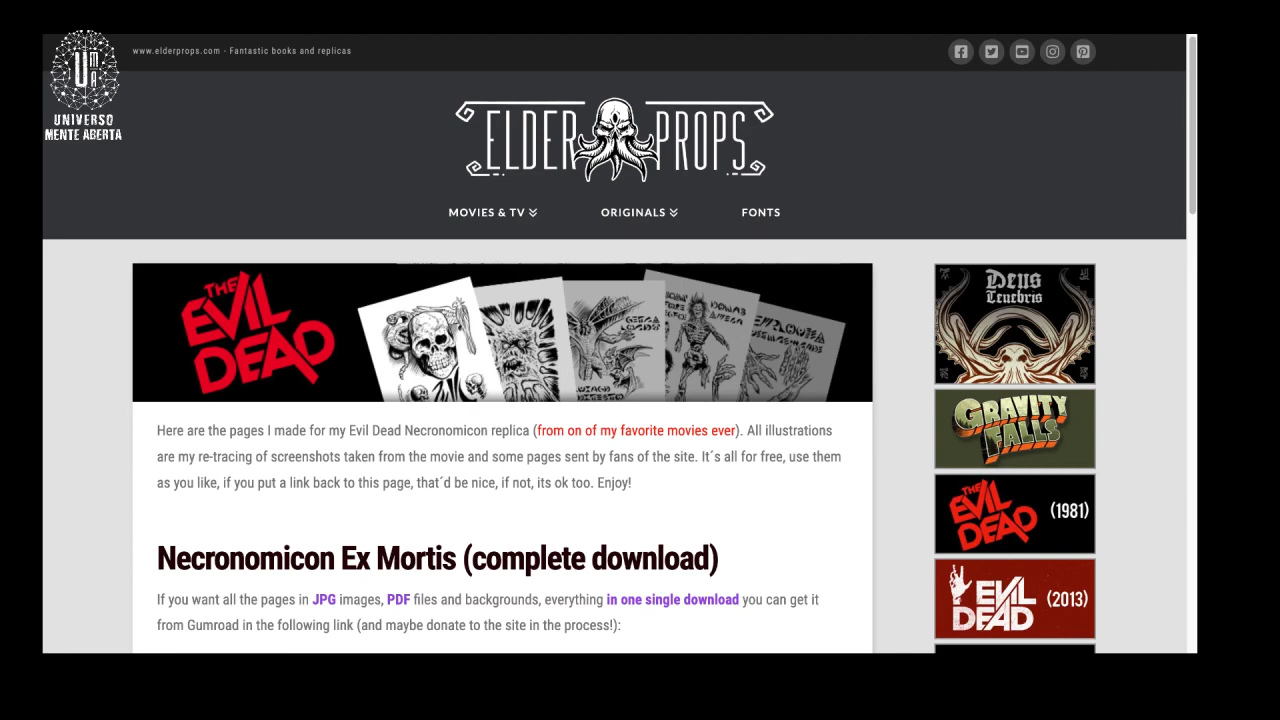 www.elderprops.com - Fantastic books and replicas
UMA
UNIVERSO
MENTE ABERTA
ELDER PROPS
MOVIES & TV
ORIGINALS
FONTS
THE
EVIL
DEAD
Here are the pages I made for my Evil Dead Necronomicon replica (from on of my favorite movies ever). All illustrations
are my re-tracing of screenshots taken from the movie and some pages sent by fans of the site. It´s all for free, use them
as you like, if you put a link back to this page, that´d be nice, if not, its ok too. Enjoy!
Necronomicon Ex Mortis (complete download)
If you want all the pages in JPG images, PDF files and backgrounds, everything in one single download you can get it
from Gumroad in the following link (and maybe donate to the site in the process!):
Deus
Tenebris
GRAVITY
FALLS
THE
EVIL
DEAD
(1981)
EVIL
DEAD
(2013)